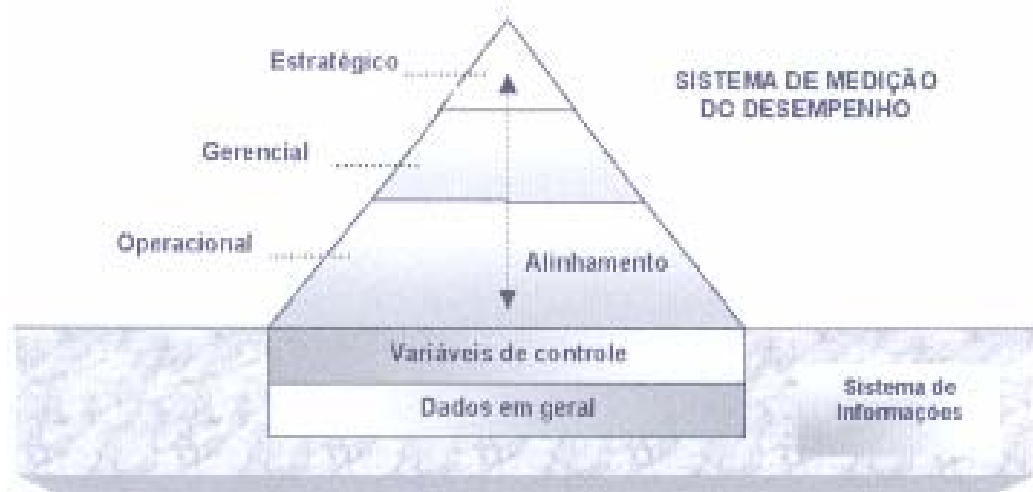 Estratégico
SISTEMA DE MEDIÇÃO
DO DESEMPENHO
Gerencial
Operacional
Alinhamento
Variáveis de controle
Dados em geral
Sistema de
Informações